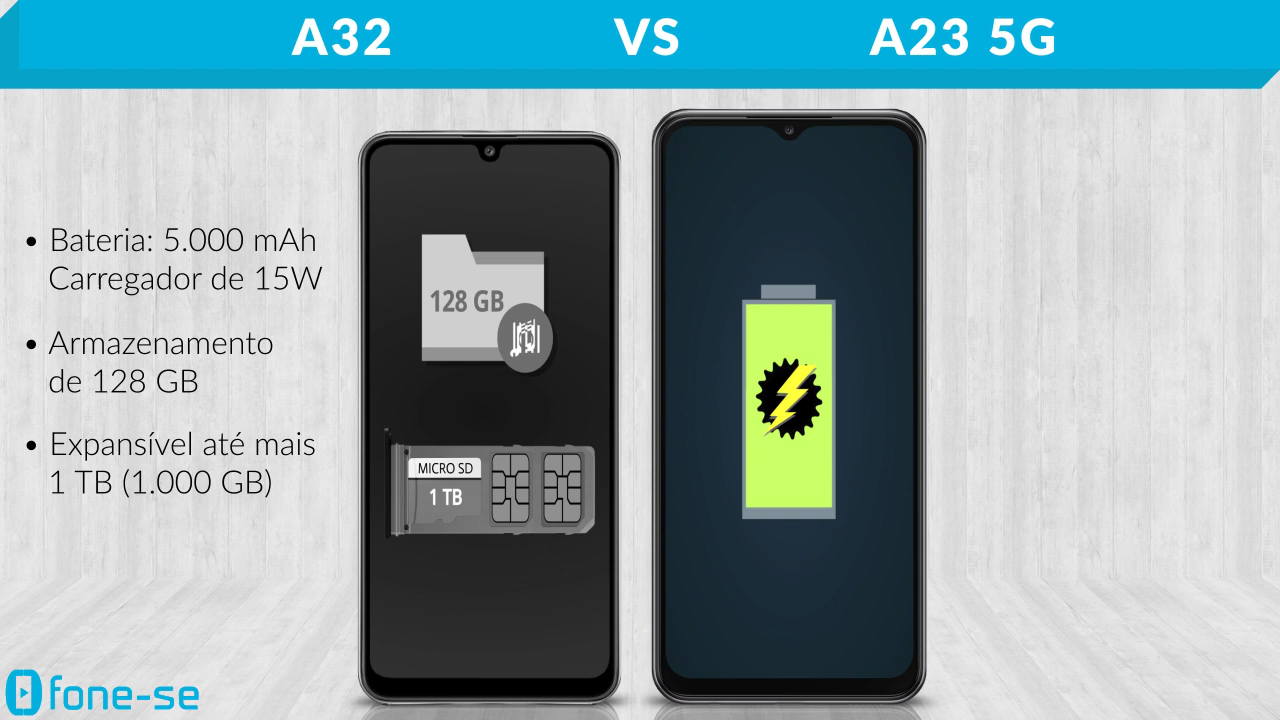 A32 VS A23 5G
• Bateria: 5.000 mAh
Carregador de 15W
• Armazenamento
de 128 GB
• Expansível até mais
1 TB (1.000 GB)
128 GB
MICRO SD
1 TB
fone-se